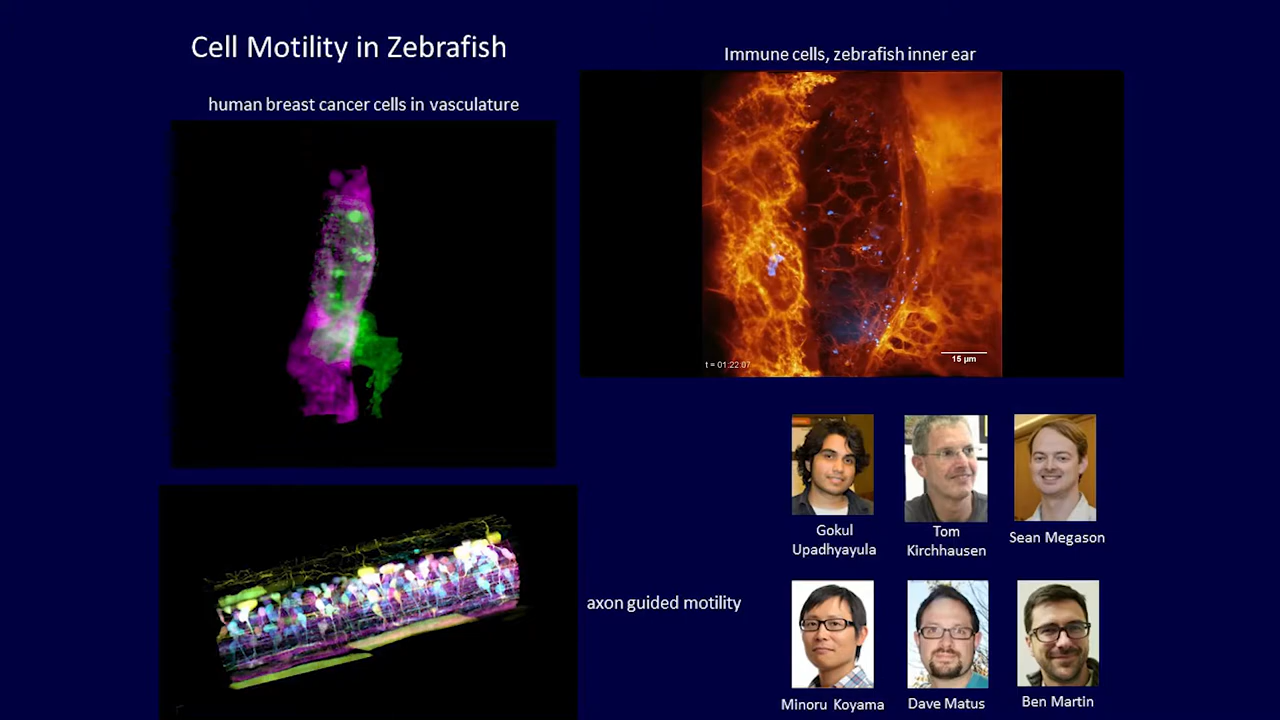 Cell Motility in Zebrafish
Immune cells, zebrafish inner ear
human breast cancer cells in vasculature
t = 01:22:07
15 µm
Gokul
Upadhyayula
Tom
Kirchhausen
Sean Megason
axon guided motility
Minoru Koyama
Dave Matus
Ben Martin